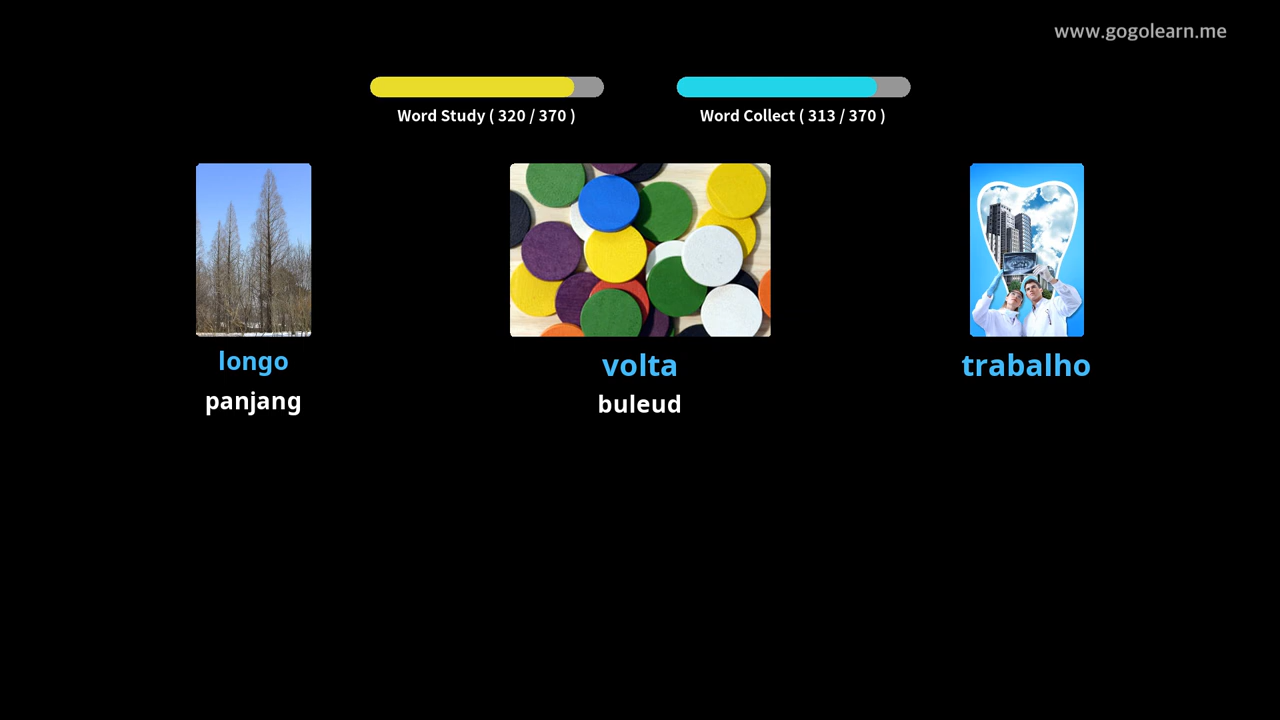 www.gogolearn.me
Word Study ( 320 / 370 )
Word Collect ( 313 / 370 )
longo
panjang
volta
buleud
trabalho